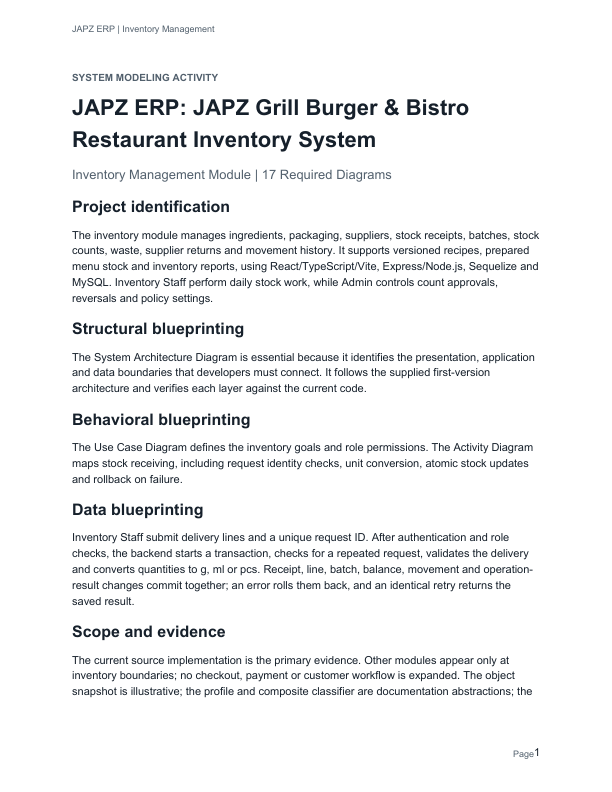 JAPZ ERP | Inventory Management
SYSTEM MODELING ACTIVITY
JAPZ ERP: JAPZ Grill Burger & Bistro
Restaurant Inventory System
Inventory Management Module | 17 Required Diagrams
Project identification
The inventory module manages ingredients, packaging, suppliers, stock receipts, batches, stock
counts, waste, supplier returns and movement history. It supports versioned recipes, prepared
menu stock and inventory reports, using React/TypeScript/Vite, Express/Node.js, Sequelize and
MySQL. Inventory Staff perform daily stock work, while Admin controls count approvals,
reversals and policy settings.
Structural blueprinting
The System Architecture Diagram is essential because it identifies the presentation, application
and data boundaries that developers must connect. It follows the supplied first-version
architecture and verifies each layer against the current code.
Behavioral blueprinting
The Use Case Diagram defines the inventory goals and role permissions. The Activity Diagram
maps stock receiving, including request identity checks, unit conversion, atomic stock updates
and rollback on failure.
Data blueprinting
Inventory Staff submit delivery lines and a unique request ID. After authentication and role
checks, the backend starts a transaction, checks for a repeated request, validates the delivery
and converts quantities to g, ml or pcs. Receipt, line, batch, balance, movement and operation-
result changes commit together; an error rolls them back, and an identical retry returns the
saved result.
Scope and evidence
The current source implementation is the primary evidence. Other modules appear only at
inventory boundaries; no checkout, payment or customer workflow is expanded. The object
snapshot is illustrative; the profile and composite classifier are documentation abstractions; the
Page1